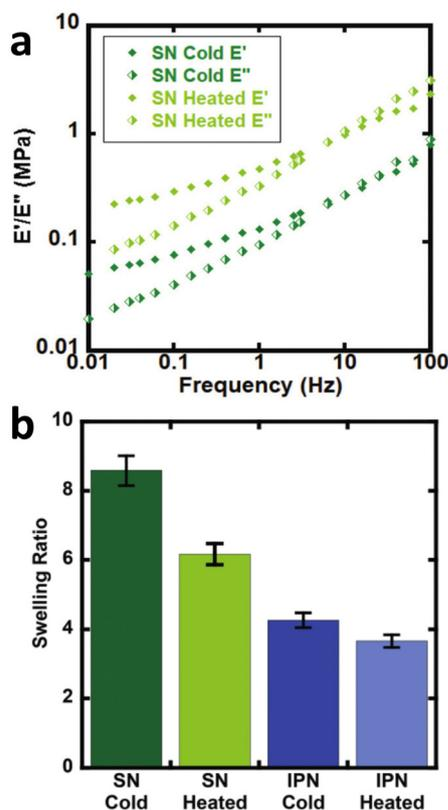 a
10
1
0.1
0.01
E'/E" (MPa)
SN Cold E'
SN Cold E"
SN Heated E'
SN Heated E"
0.01 0.1 1 10 100
Frequency (Hz)
b
10
8
6
4
2
0
Swelling Ratio
SN Cold
SN Heated
IPN Cold
IPN Heated